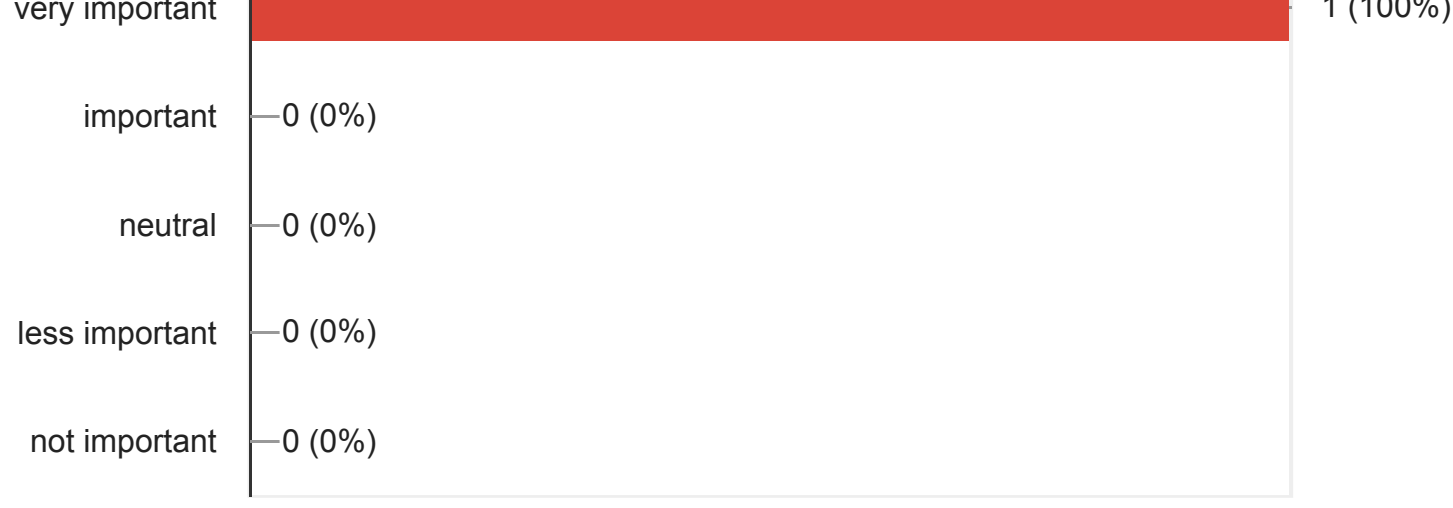 very important 1 (100%)
important 0 (0%)
neutral 0 (0%)
less important 0 (0%)
not important 0 (0%)